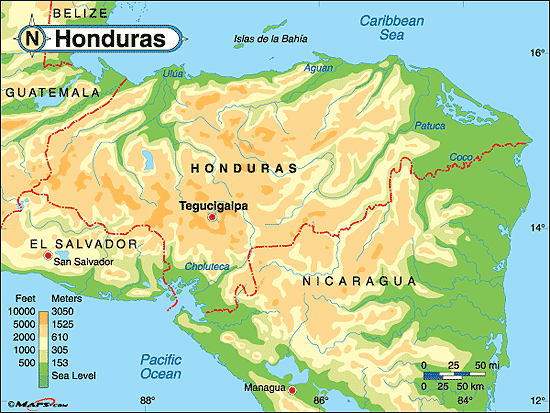 BELIZE
N Honduras
Caribbean
Sea
Islas de la Bahía
16°
GUATEMALA
Ulúa
Aguan
Patuca
Coco
HONDURAS
Tegucigalpa
EL SALVADOR
San Salvador
Choluteca
14°
NICARAGUA
Feet Meters
10000 3050
5000 1525
2000 610
1000 305
500 153
Sea Level
Pacific
Ocean
Managua
0 25 50 mi
0 25 50 km
MAPS.COM
88° 86° 84° 12°